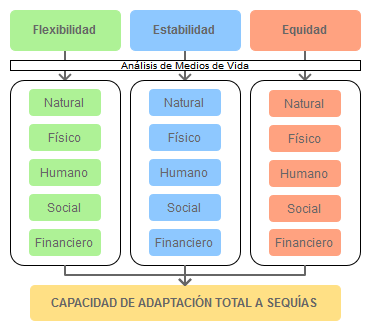 Flexibilidad Estabilidad Equidad
Análisis de Medios de Vida
Natural Natural Natural
Físico Físico Físico
Humano Humano Humano
Social Social Social
Financiero Financiero Financiero
CAPACIDAD DE ADAPTACIÓN TOTAL A SEQUÍAS